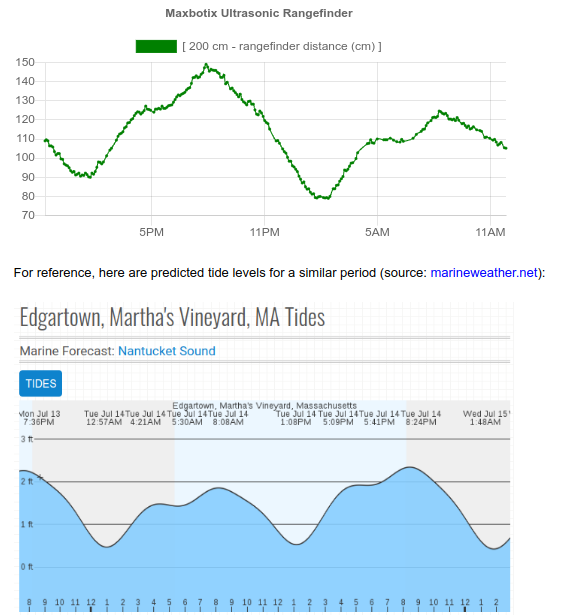 Maxbotix Ultrasonic Rangefinder
[ 200 cm - rangefinder distance (cm) ]
150
140
130
120
110
100
90
80
70
5PM 11PM 5AM 11AM
For reference, here are predicted tide levels for a similar period (source: marineweather.net):
Edgartown, Martha's Vineyard, MA Tides
Marine Forecast: Nantucket Sound
TIDES
Edgartown, Martha's Vineyard, Massachusetts
Mon Jul 13 Tue Jul 14 Tue Jul 14 Tue Jul 14 Tue Jul 14 Tue Jul 14 Tue Jul 14 Tue Jul 14 Tue Jul 14 Wed Jul 15
7:36PM 12:57AM 4:21AM 5:30AM 8:08AM 1:08PM 5:09PM 5:41PM 8:24PM 1:48AM
3 ft
2 ft
1 ft
0 ft
8 9 10 11 12 1 2 3 4 5 6 7 8 9 10 11 12 1 2 3 4 5 6 7 8 9 10 11 12 1 2